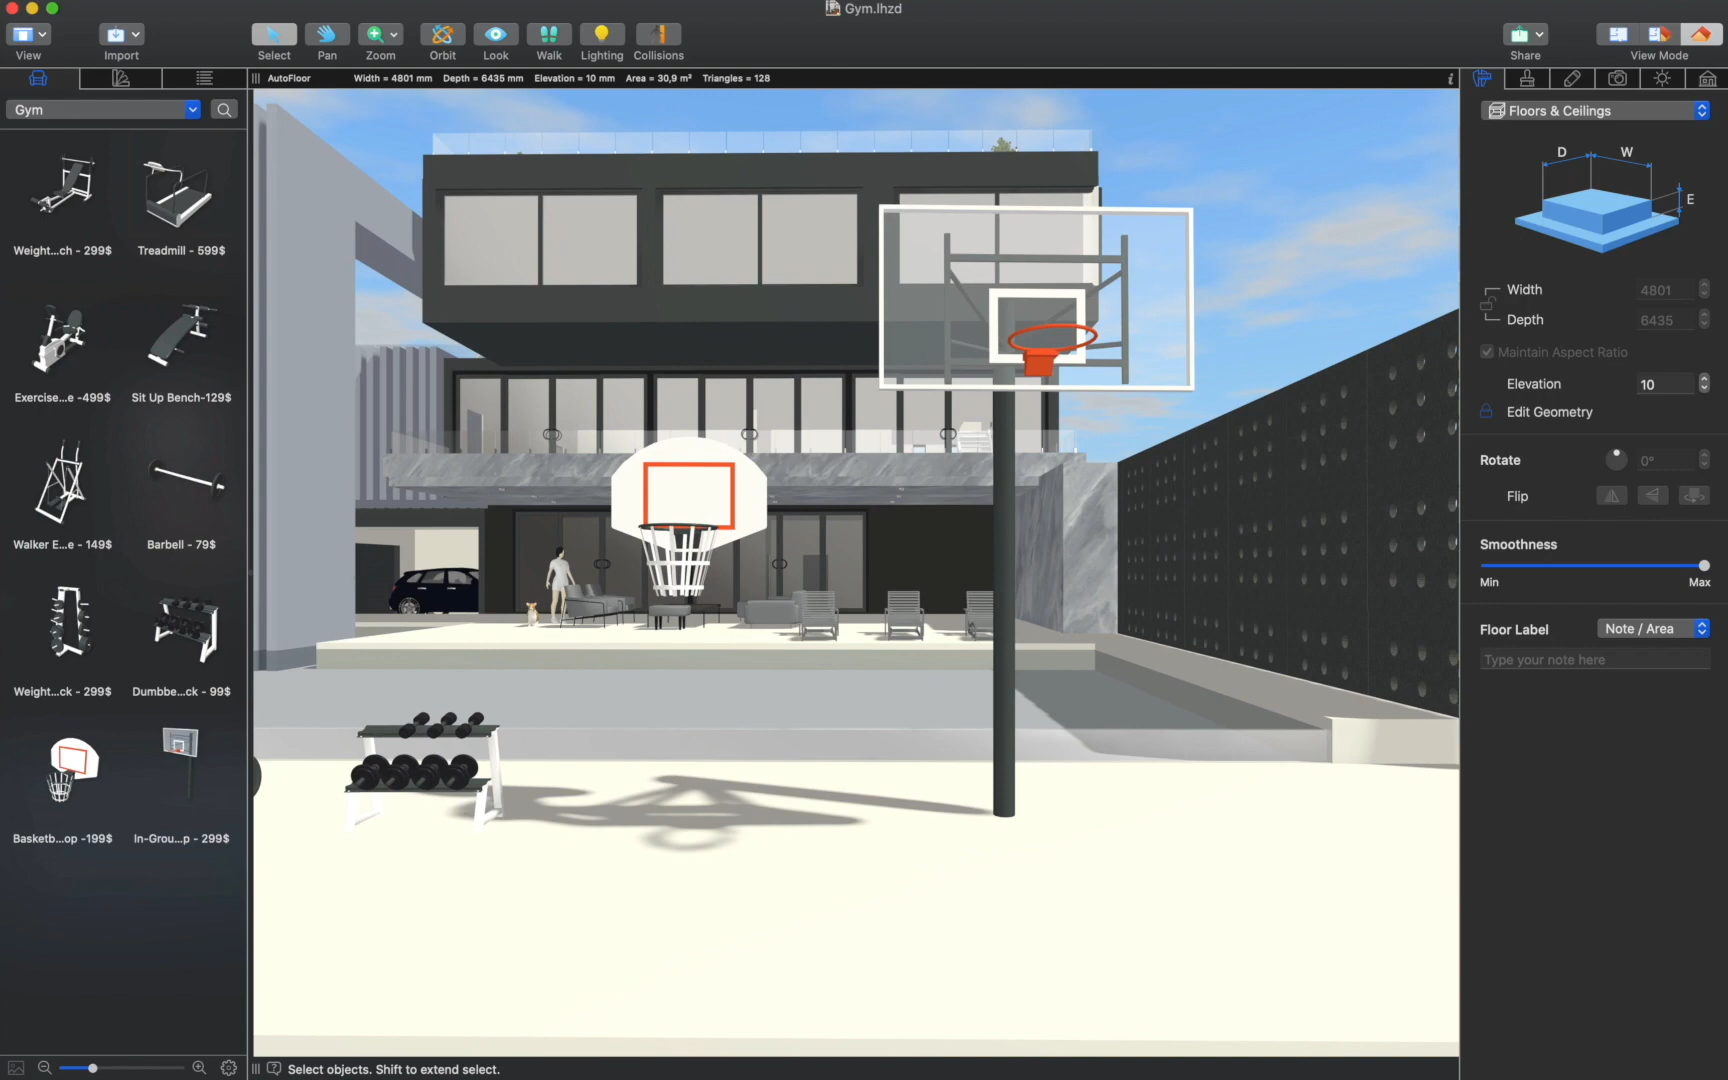 Gym.lhzd
View
Import
Select
Pan
Zoom
Orbit
Look
Walk
Lighting
Collisions
Share
View Mode
AutoFloor
Width = 4801 mm Depth = 6435 mm Elevation = 10 mm Area = 30,9 m² Triangles = 128
i
Gym
Weight...ch - 299$
Treadmill - 599$
Exercise...e -499$
Sit Up Bench-129$
Walker E...e - 149$
Barbell - 79$
Weight...ck - 299$
Dumbbe...ck - 99$
Basketb...op -199$
In-Grou...p - 299$
Floors & Ceilings
D
W
E
Width
4801
Depth
6435
Maintain Aspect Ratio
Elevation
10
Edit Geometry
Rotate
0°
Flip
Smoothness
Min
Max
Floor Label
Note / Area
Type your note here
Select objects. Shift to extend select.